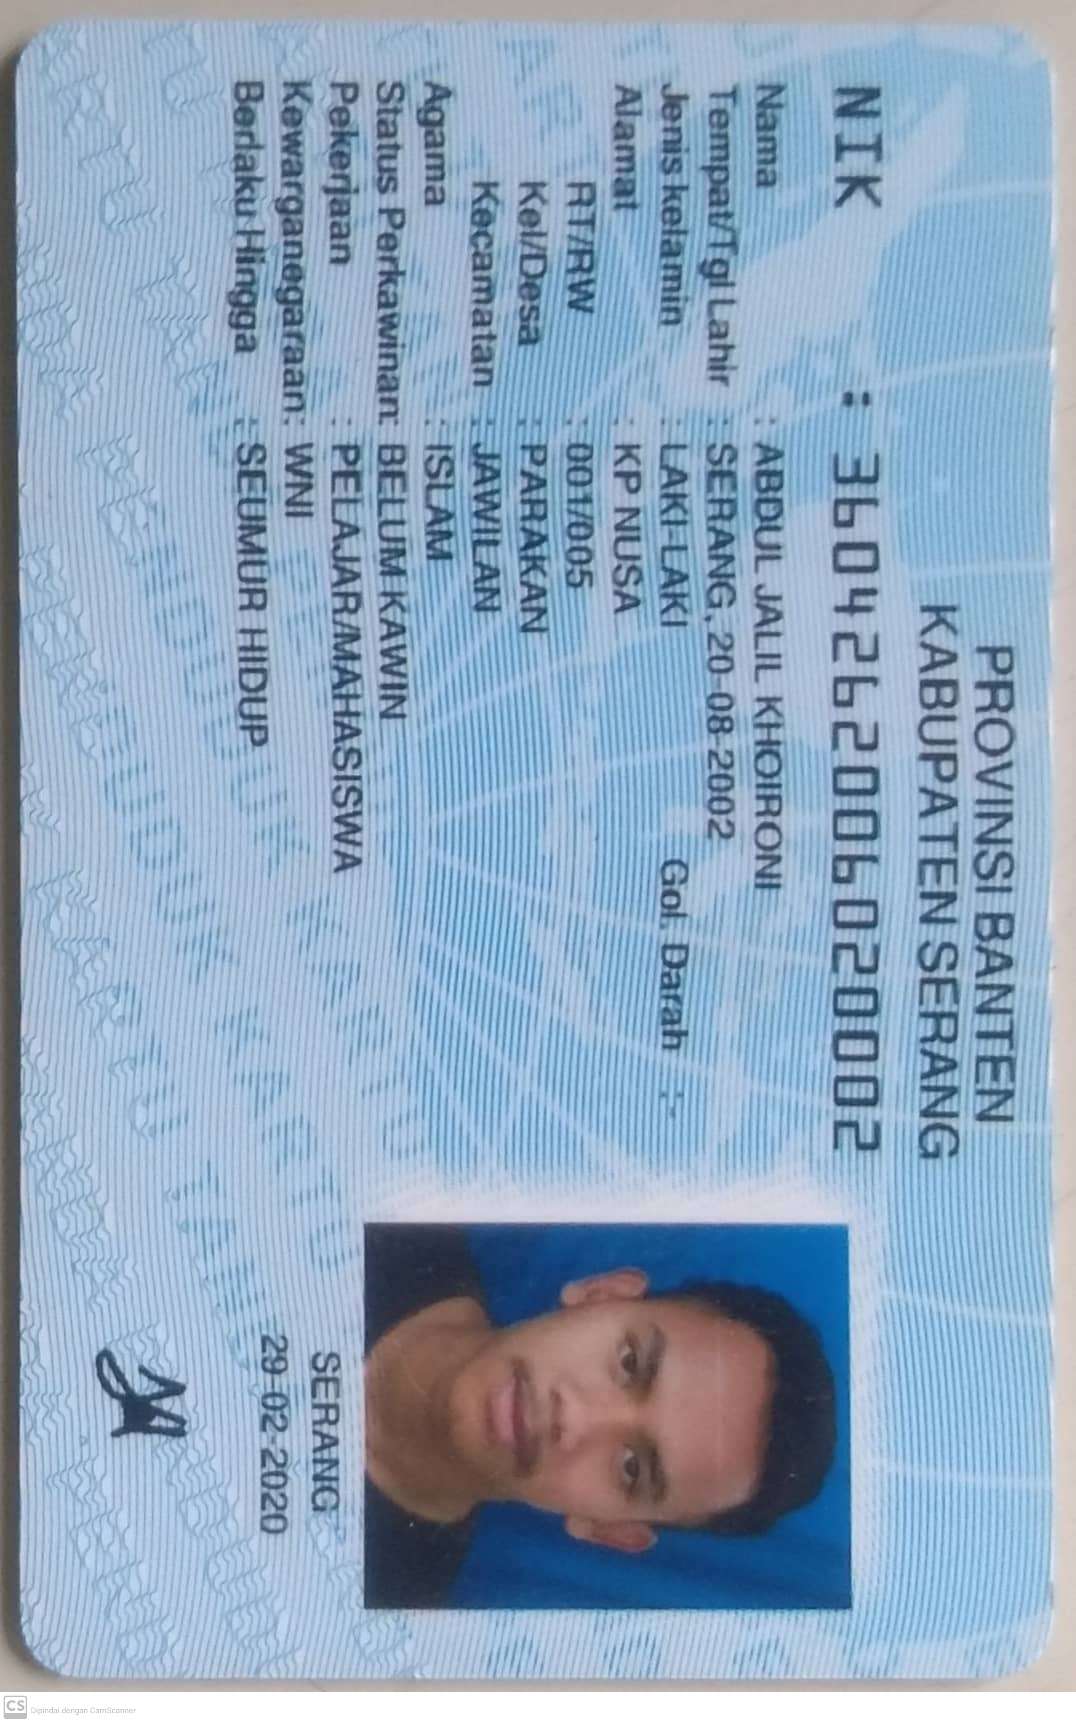 PROVINSI BANTEN
KABUPATEN SERANG
NIK : 3604262006020002
Nama : ABDUL JALIL KHOIRONI
Tempat/Tgl Lahir : SERANG, 20-08-2002
Jenis kelamin : LAKI-LAKI Gol. Darah :-
Alamat : KP NUSA
RT/RW : 001/005
Kel/Desa : PARAKAN
Kecamatan : JAWILAN
Agama : ISLAM
Status Perkawinan: BELUM KAWIN
Pekerjaan : PELAJAR/MAHASISWA
Kewarganegaraan: WNI
Berlaku Hingga : SEUMUR HIDUP
SERANG
29-02-2020
CS Dipindai dengan CamScanner